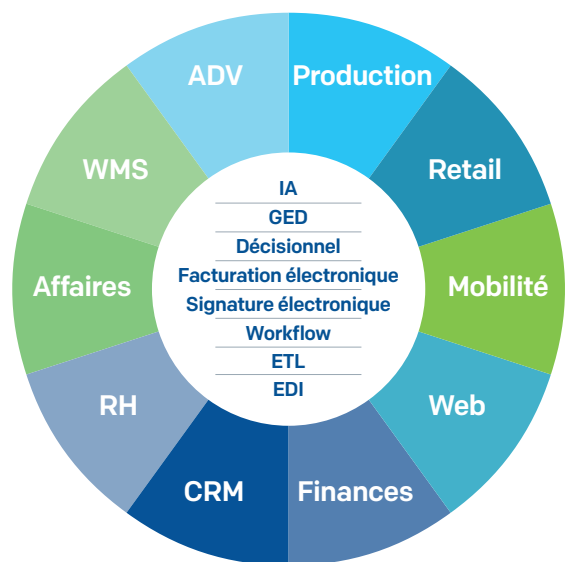 ADV
Production
WMS
Retail
IA
GED
Décisionnel
Facturation électronique
Signature électronique
Workflow
ETL
EDI
Affaires
Mobilité
RH
Web
CRM
Finances